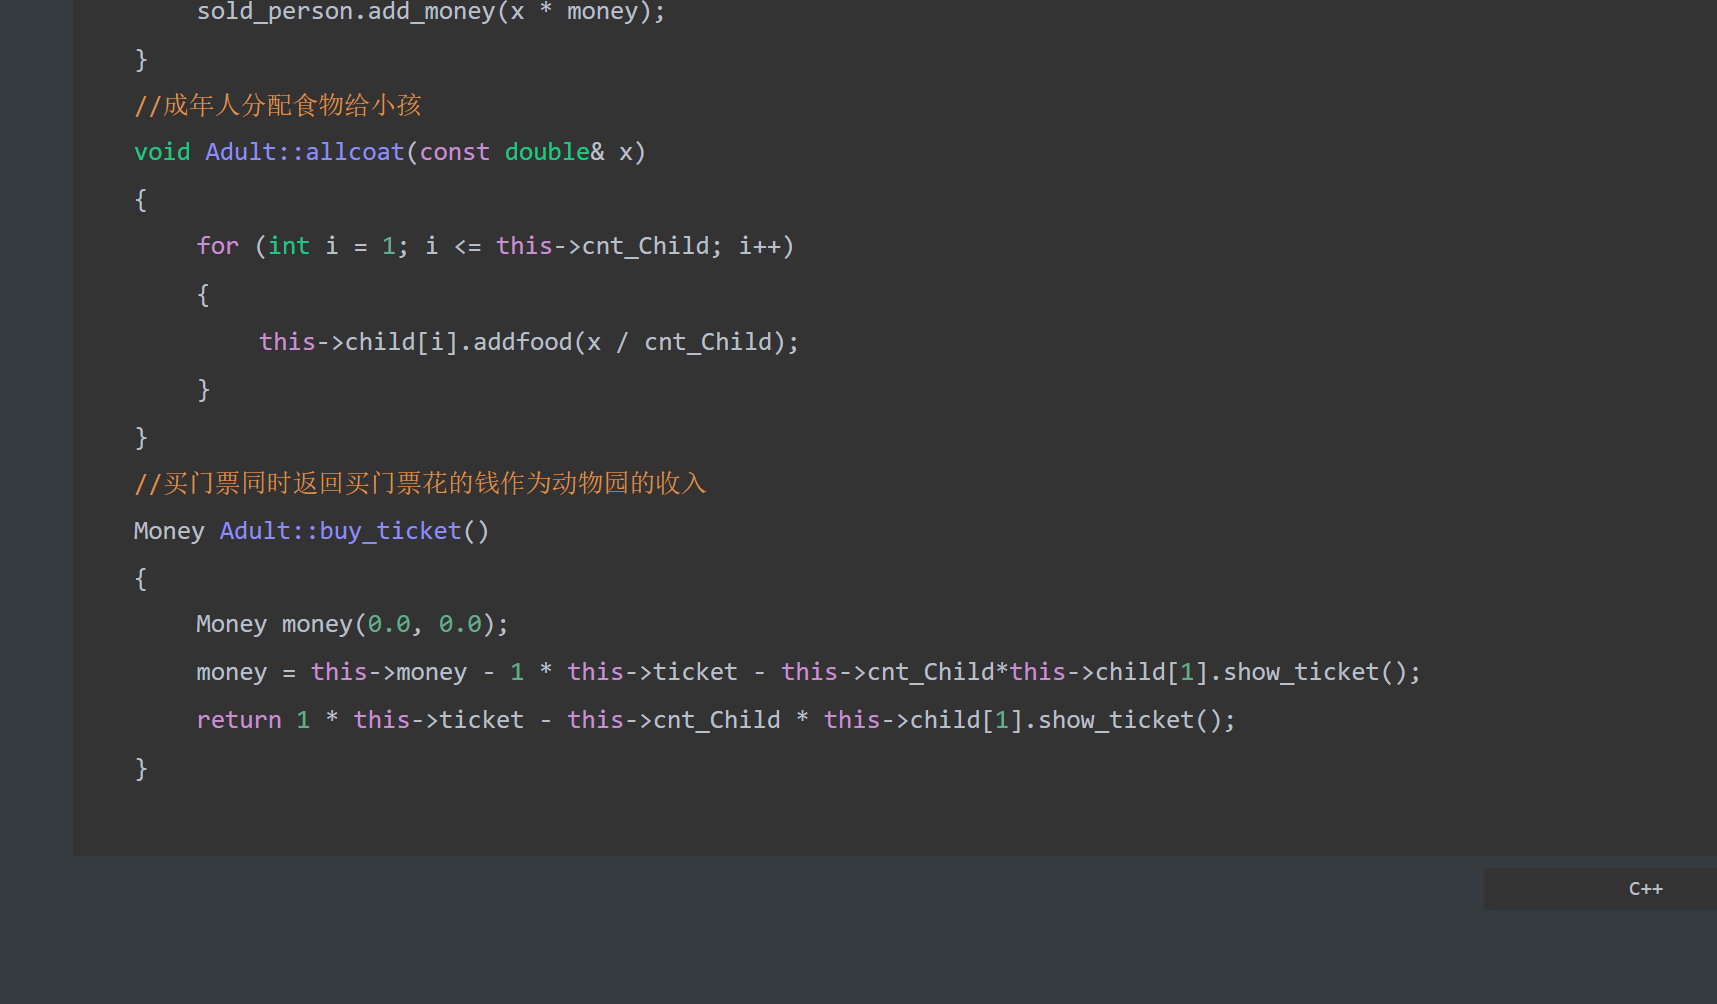 sold_person.add_money(x * money);
}
//成年人分配食物给小孩
void Adult::allcoat(const double& x)
{
for (int i = 1; i <= this->cnt_Child; i++)
{
this->child[i].addfood(x / cnt_Child);
}
}
//买门票同时返回买门票花的钱作为动物园的收入
Money Adult::buy_ticket()
{
Money money(0.0, 0.0);
money = this->money - 1 * this->ticket - this->cnt_Child*this->child[1].show_ticket();
return 1 * this->ticket - this->cnt_Child * this->child[1].show_ticket();
}
C++